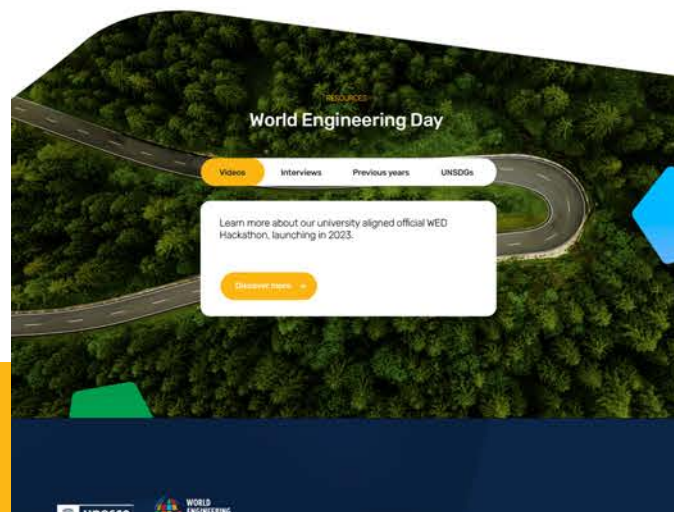 RESOURCES
World Engineering Day
Videos Interviews Previous years UNSDGs
Learn more about our university aligned official WED
Hackathon, launching in 2023.
Discover more
WORLD
ENGINEERING